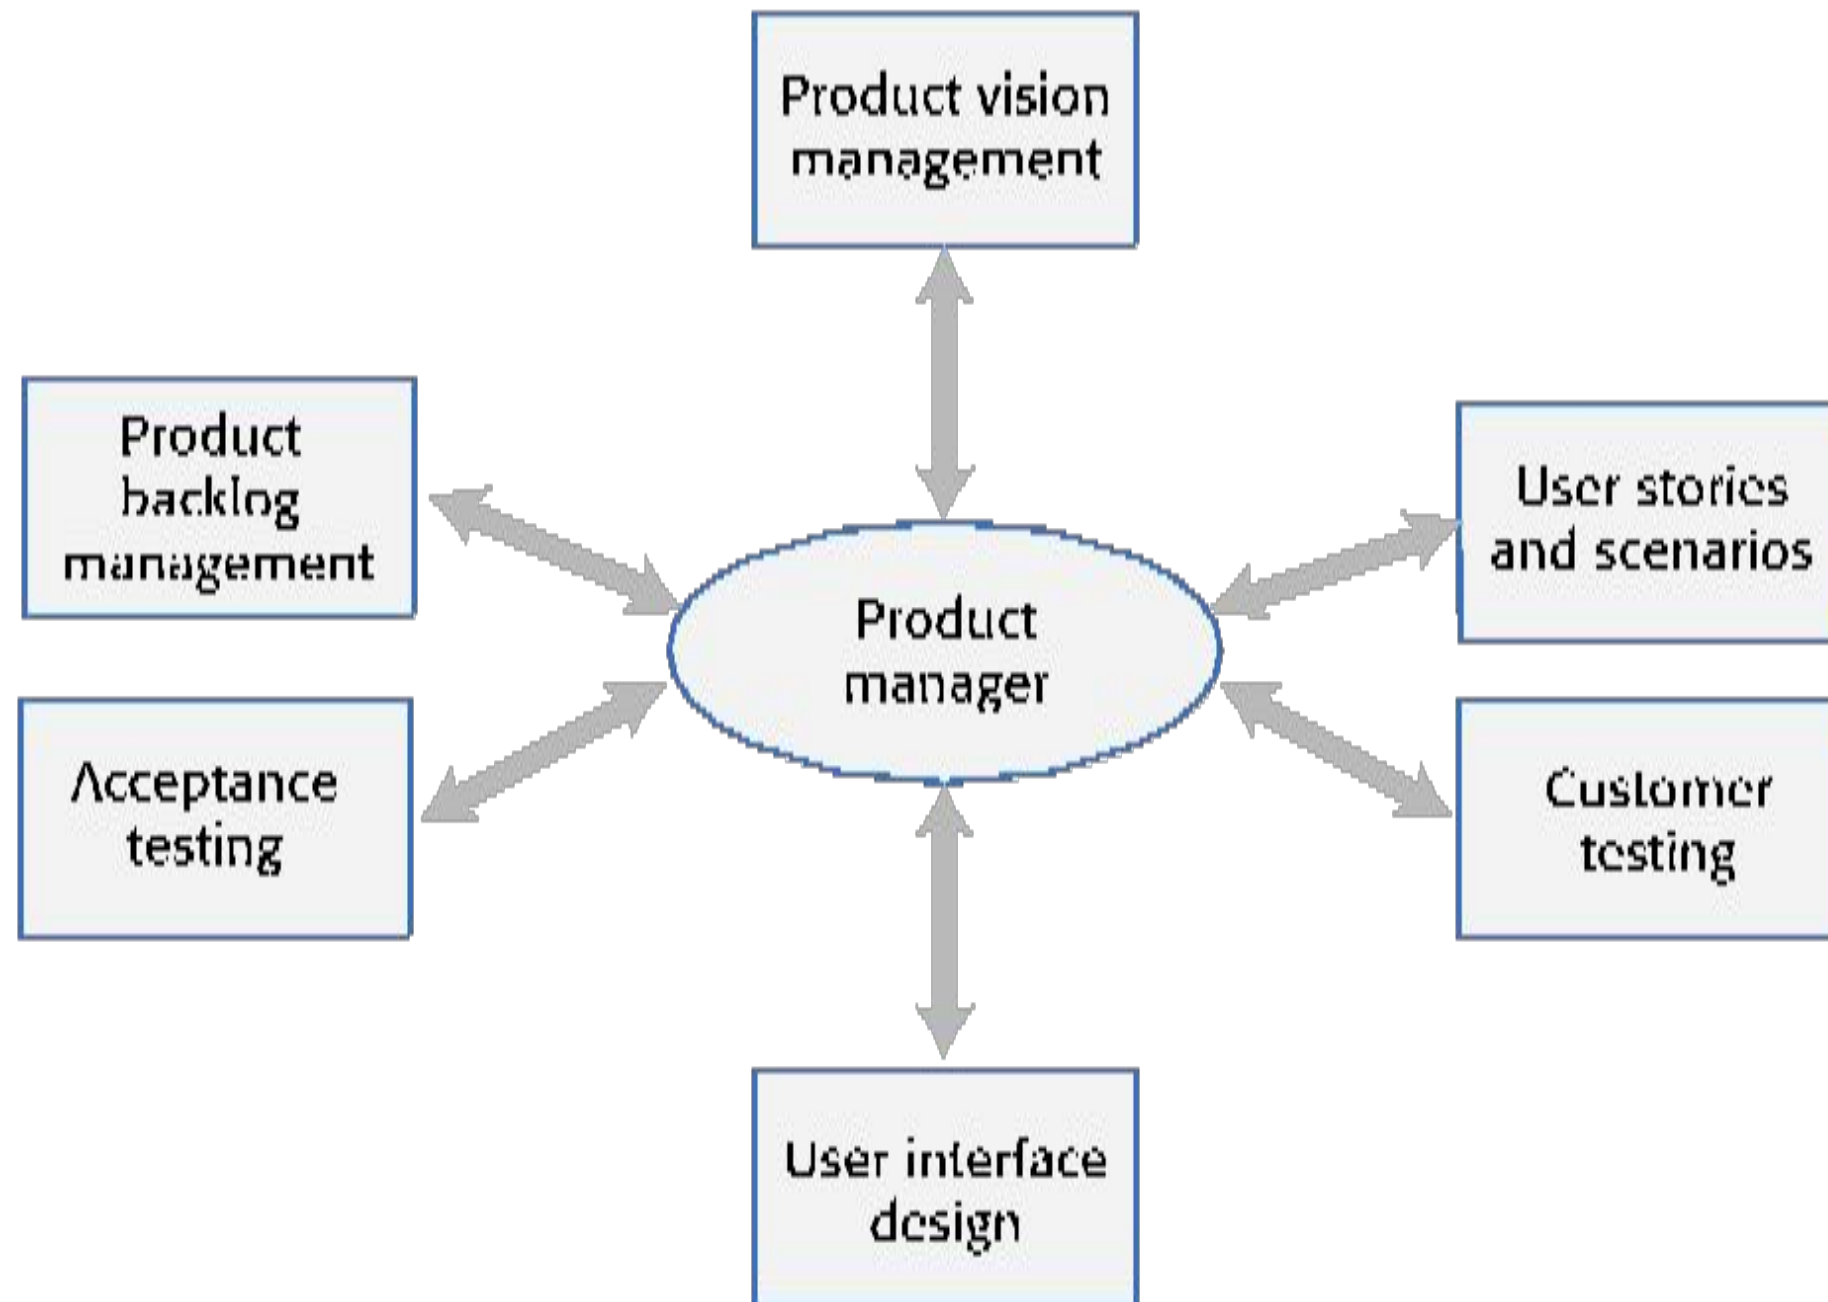 Product vision
management
Product
backlog
management
User stories
and scenarios
Product
manager
Acceptance
testing
Customer
testing
User interface
design